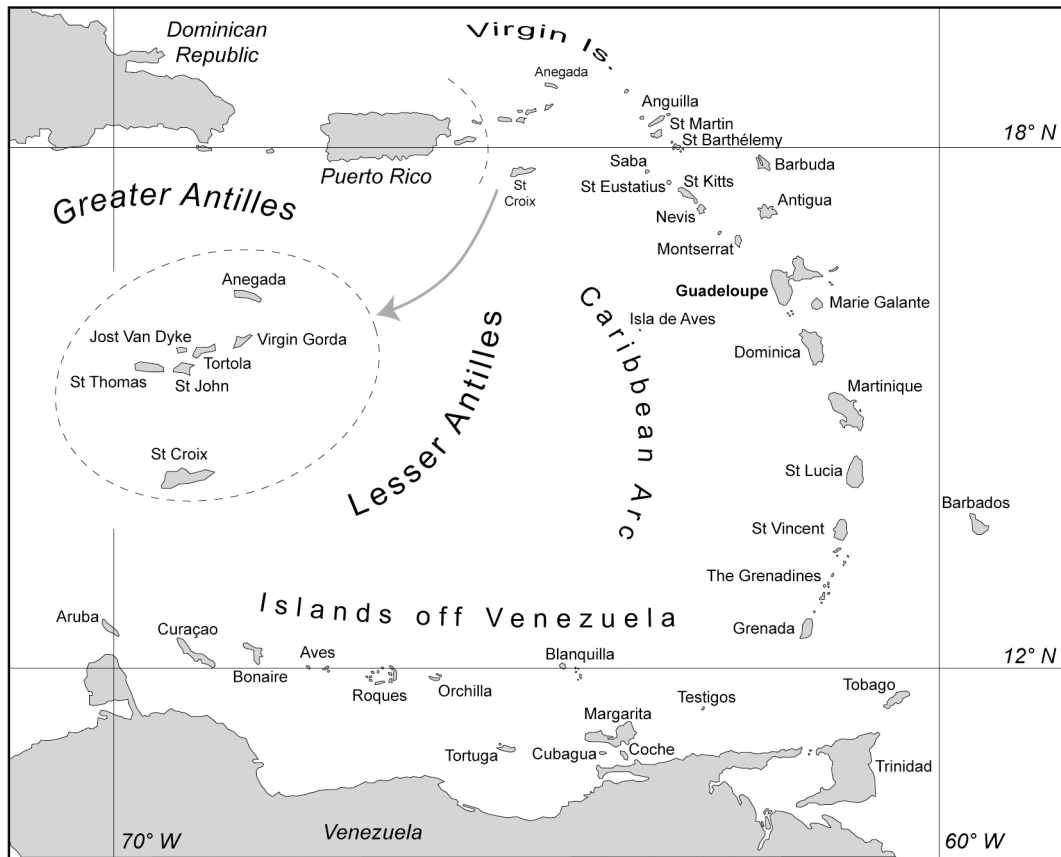 Dominican
Republic
Virgin Is.
Anegada
Anguilla
St Martin
18° N
St Barthélemy
Saba
Barbuda
Puerto Rico
St
Croix
St Eustatius
St Kitts
Greater Antilles
Nevis
Antigua
Montserrat
Anegada
Guadeloupe
Marie Galante
Isla de Aves
Caribbean Arc
Jost Van Dyke
Virgin Gorda
Tortola
Dominica
St Thomas
St John
Lesser Antilles
Martinique
St Croix
St Lucia
Barbados
St Vincent
The Grenadines
Islands off Venezuela
Aruba
Curaçao
Grenada
Aves
Blanquilla
12° N
Bonaire
Roques
Orchilla
Testigos
Tobago
Margarita
Tortuga
Cubagua
Coche
Trinidad
70° W
Venezuela
60° W